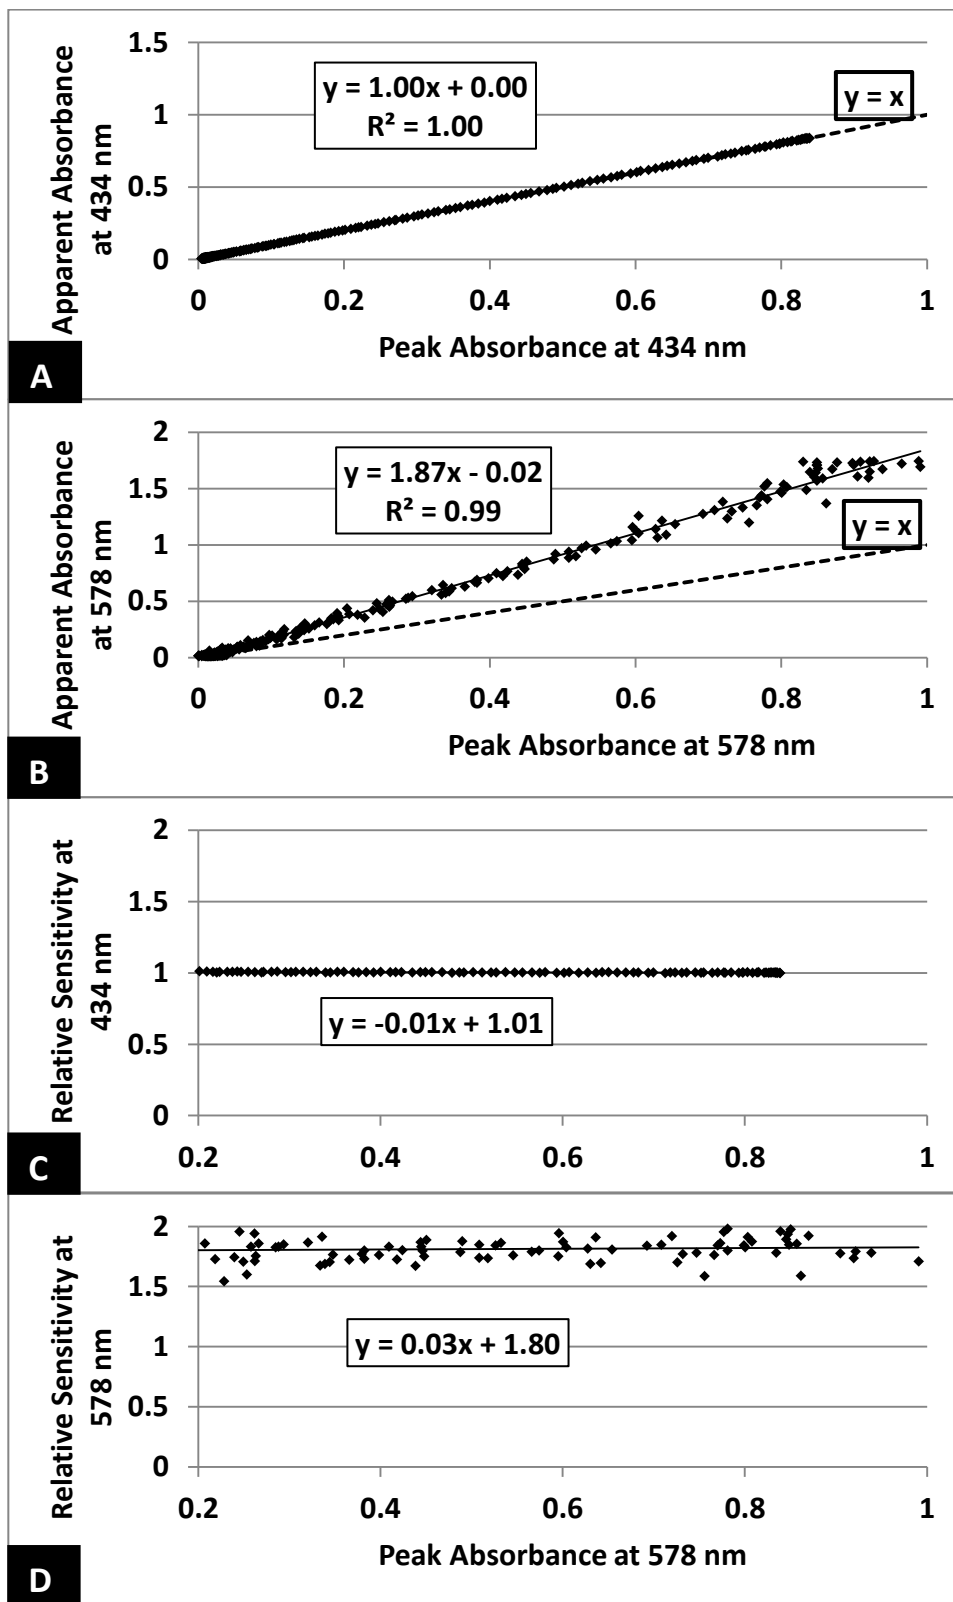 Apparent Absorbance
at 434 nm
1.5
1
0.5
0
y = 1.00x + 0.00
R² = 1.00
y = x
0 0.2 0.4 0.6 0.8 1
Peak Absorbance at 434 nm
A
Apparent Absorbance
at 578 nm
2
1.5
1
0.5
0
y = 1.87x - 0.02
R² = 0.99
y = x
0 0.2 0.4 0.6 0.8 1
Peak Absorbance at 578 nm
B
Relative Sensitivity at
434 nm
2
1.5
1
0.5
0
y = -0.01x + 1.01
0.2 0.4 0.6 0.8 1
C
Relative Sensitivity at
578 nm
2
1.5
1
0.5
0
y = 0.03x + 1.80
0.2 0.4 0.6 0.8 1
Peak Absorbance at 578 nm
D